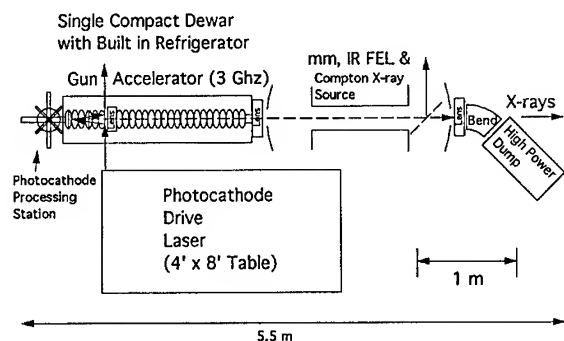 Single Compact Dewar
with Built in Refrigerator
Gun Accelerator (3 Ghz)
mm, IR FEL &
Compton X-ray
Source
Lens
Lens
Lens
Bend
X-rays
High Power
Dump
Photocathode
Processing
Station
Photocathode
Drive
Laser
(4' x 8' Table)
1 m
5.5 m